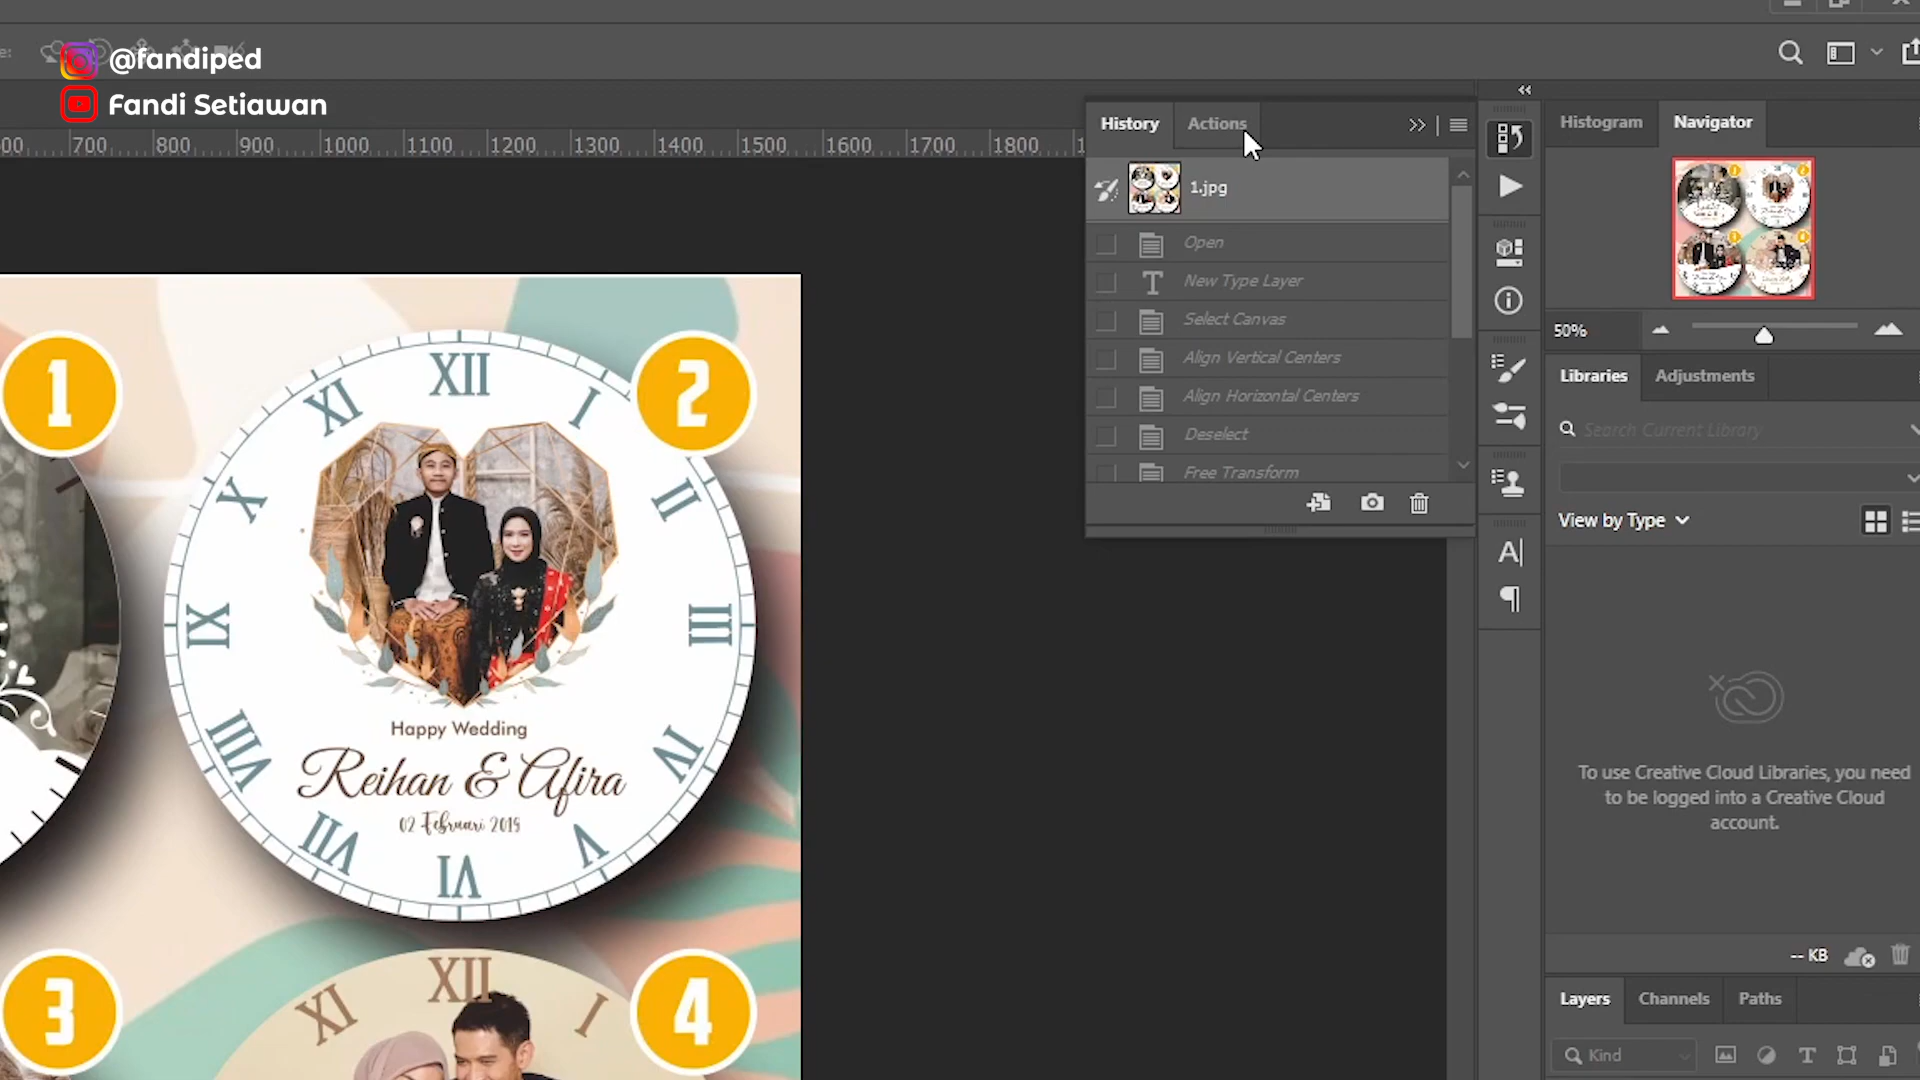 @fandiped
Fandi Setiawan
700 800 900 1000 1100 1200 1300 1400 1500 1600 1700 1800
History Actions
1.jpg
Open
New Type Layer
Select Canvas
Align Vertical Centers
Align Horizontal Centers
Deselect
Free Transform
Histogram Navigator
50%
Libraries Adjustments
Search Current Library
View by Type
To use Creative Cloud Libraries, you need
to be logged into a Creative Cloud
account.
-- KB
Layers Channels Paths
Kind
1
2
XII
I
II
III
IV
V
VI
VII
VIII
IX
X
XI
Happy Wedding
Reihan & Afira
02 Februari 2019
3
4
XI
XII
I